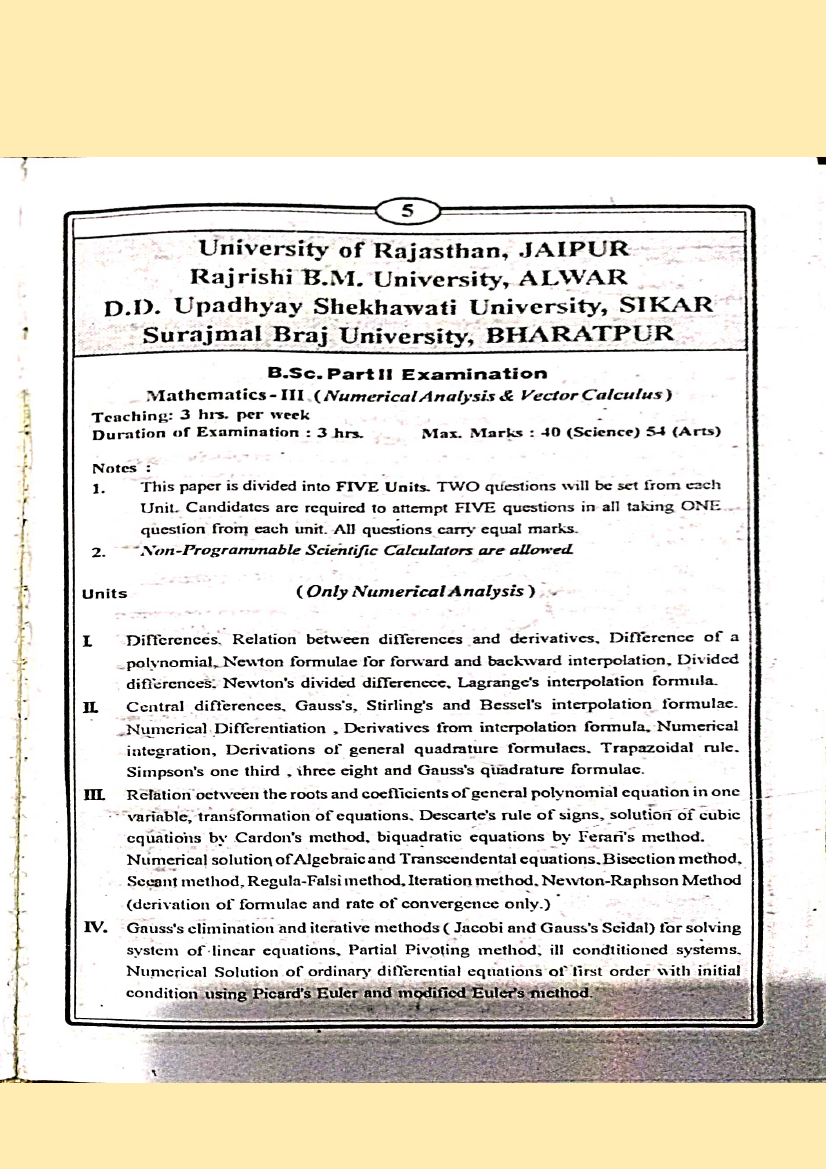 5
University of Rajasthan, JAIPUR
Rajrishi B.M. University, ALWAR
D.D. Upadhyay Shekhawati University, SIKAR
Surajmal Braj University, BHARATPUR
B.Sc. Part II Examination
Mathematics - III (Numerical Analysis & Vector Calculus)
Teaching: 3 hrs. per week
Duration of Examination : 3 hrs. Max. Marks : 40 (Science) 54 (Arts)
Notes :
1. This paper is divided into FIVE Units. TWO questions will be set from each
Unit. Candidates are required to attempt FIVE questions in all taking ONE
question from each unit. All questions carry equal marks.
2. Non-Programmable Scientific Calculators are allowed.
Units (Only Numerical Analysis)
I. Differences. Relation between differences and derivatives, Difference of a
polynomial, Newton formulae for forward and backward interpolation, Divided
differences. Newton's divided differenece, Lagrange's interpolation formula.
II. Central differences, Gauss's, Stirling's and Bessel's interpolation formulae.
Numerical Differentiation , Derivatives from interpolation formula, Numerical
integration, Derivations of general quadrature formulaes. Trapazoidal rule.
Simpson's one third , three eight and Gauss's quadrature formulae.
III. Relation between the roots and coefficients of general polynomial equation in one
variable, transformation of equations, Descarte's rule of signs, solution of cubic
equations by Cardon's method, biquadratic equations by Ferari's method.
Numerical solution of Algebraic and Transcendental equations, Bisection method,
Secant method, Regula-Falsi method, Iteration method, Newton-Raphson Method
(derivation of formulae and rate of convergence only.)
IV. Gauss's elimination and iterative methods ( Jacobi and Gauss's Seidal) for solving
system of linear equations, Partial Pivoting method, ill condtitioned systems.
Numerical Solution of ordinary differential equations of first order with initial
condition using Picard's Euler and modified Euler's method.